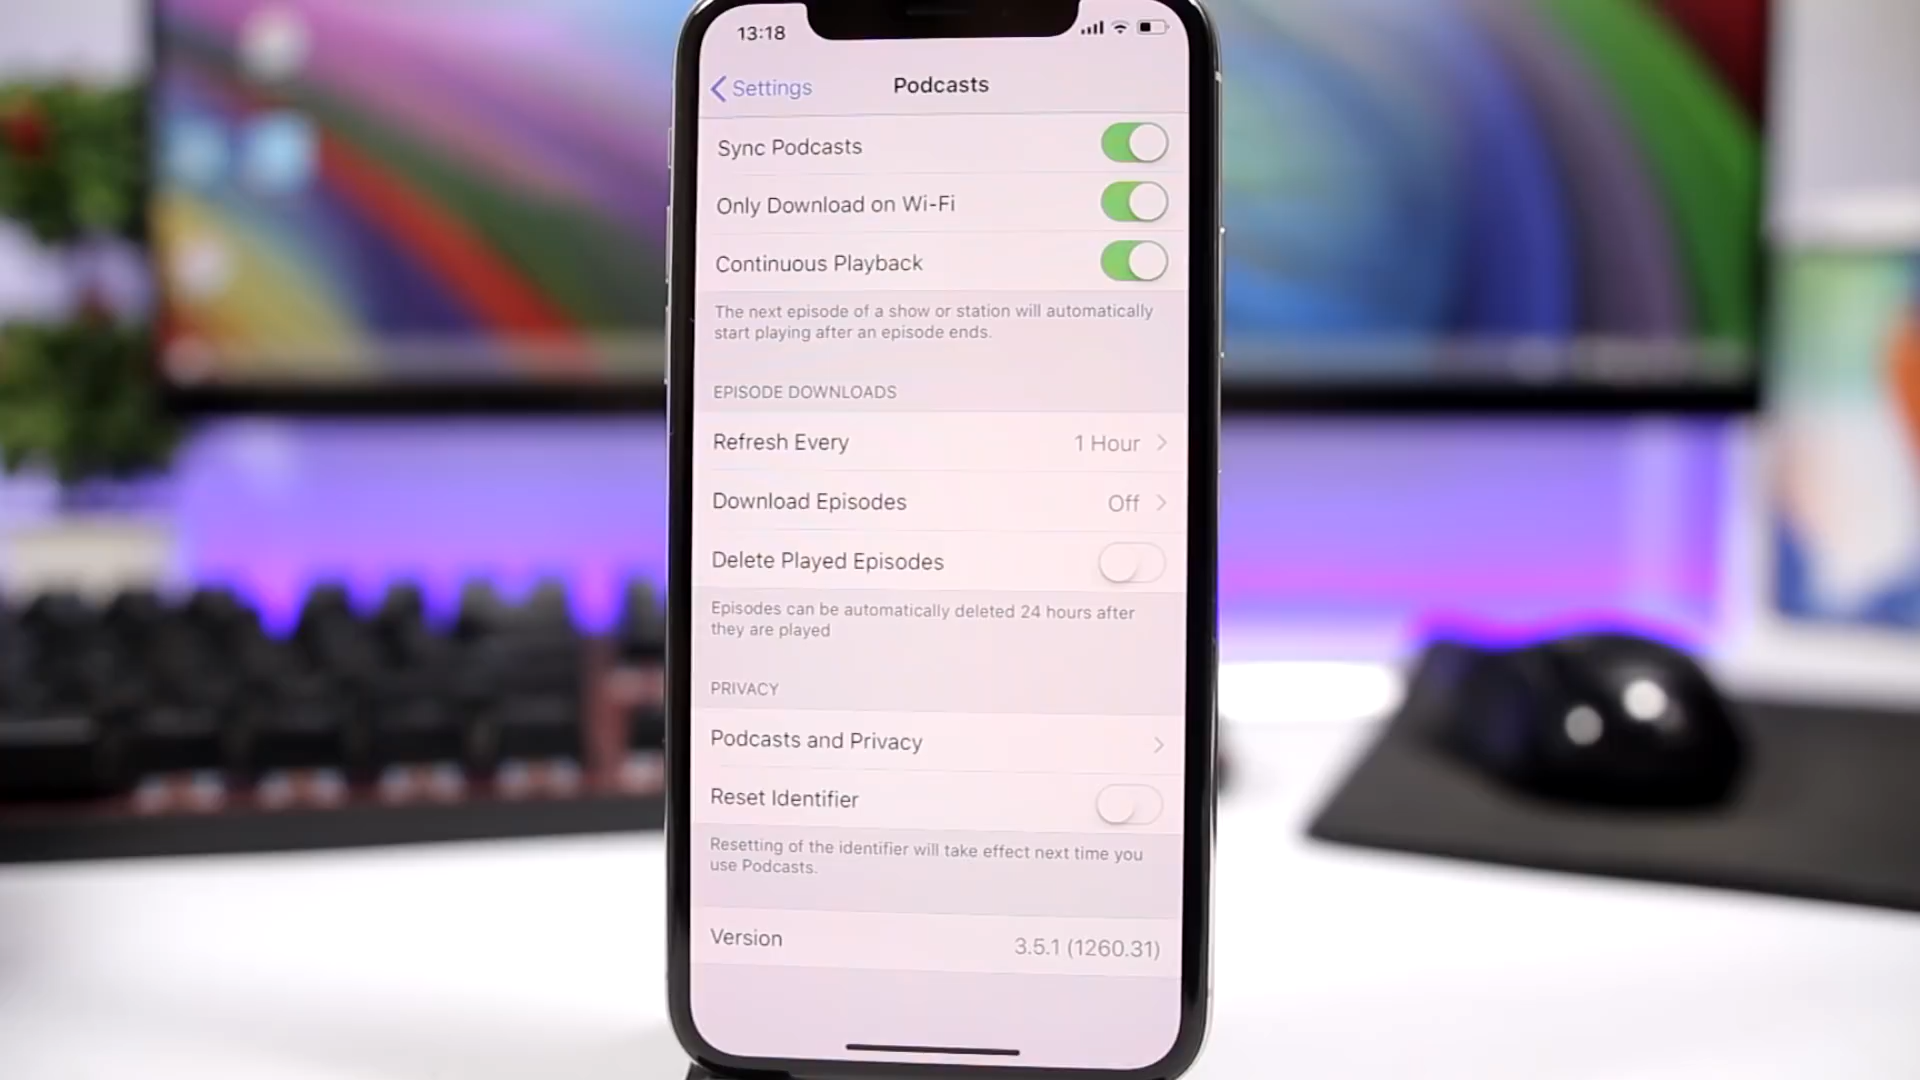 13:18
Settings
Podcasts
Sync Podcasts
Only Download on Wi-Fi
Continuous Playback
The next episode of a show or station will automatically
start playing after an episode ends.
EPISODE DOWNLOADS
Refresh Every 1 Hour
Download Episodes Off
Delete Played Episodes
Episodes can be automatically deleted 24 hours after
they are played
PRIVACY
Podcasts and Privacy
Reset Identifier
Resetting of the identifier will take effect next time you
use Podcasts.
Version 3.5.1 (1260.31)